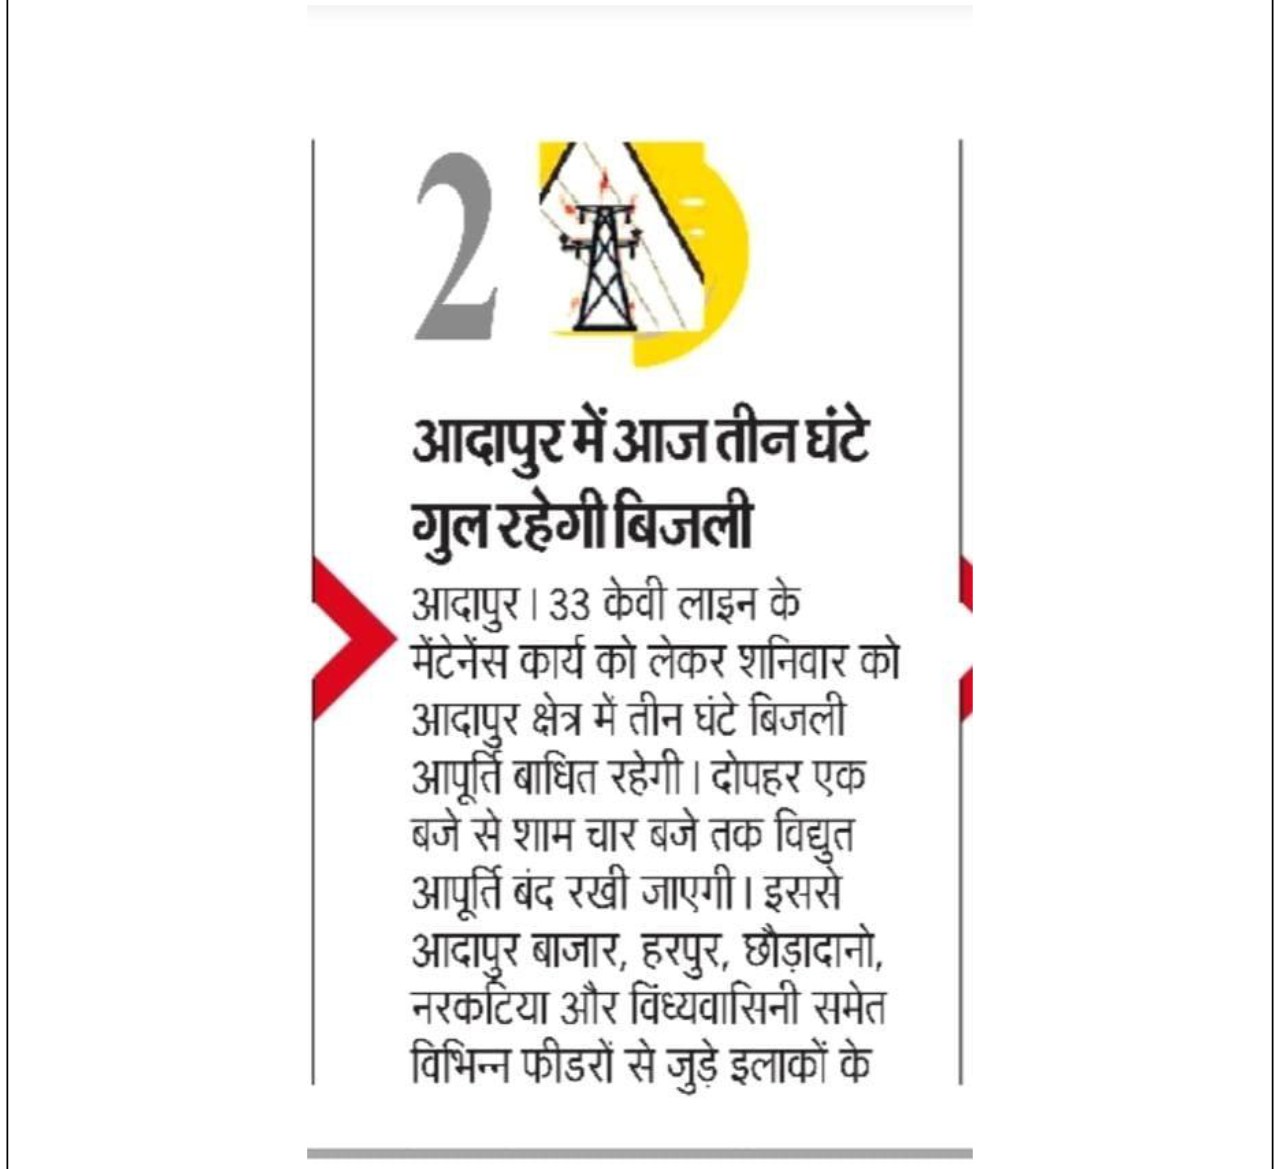 2
आदापुर में आज तीन घंटे
गुल रहेगी बिजली
आदापुर। 33 केवी लाइन के
मेंटेनेंस कार्य को लेकर शनिवार को
आदापुर क्षेत्र में तीन घंटे बिजली
आपूर्ति बाधित रहेगी। दोपहर एक
बजे से शाम चार बजे तक विद्युत
आपूर्ति बंद रखी जाएगी। इससे
आदापुर बाजार, हरपुर, छौड़ादानो,
नरकटिया और विंध्यवासिनी समेत
विभिन्न फीडरों से जुड़े इलाकों के